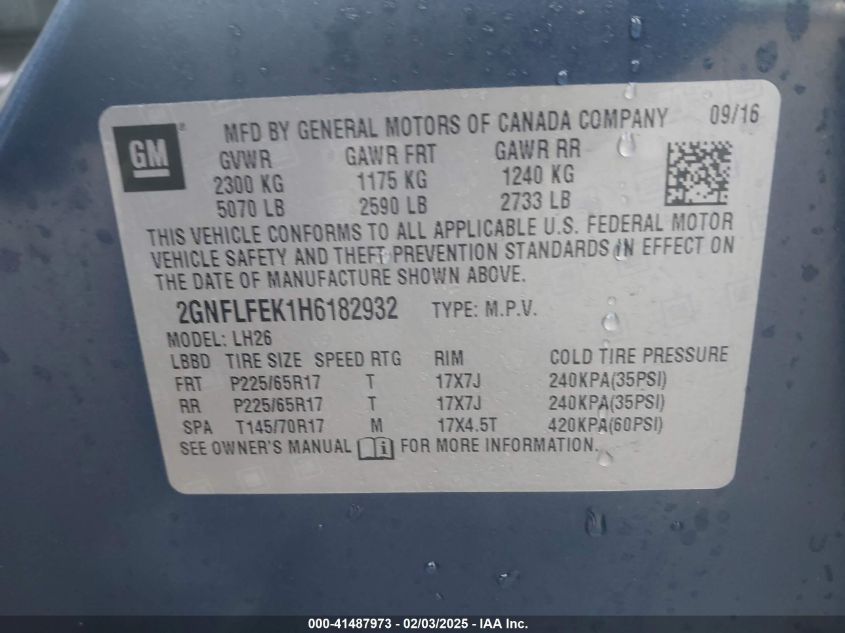 GM® MFD BY GENERAL MOTORS OF CANADA COMPANY 09/16
GVWR GAWR FRT GAWR RR
2300 KG 1175 KG 1240 KG
5070 LB 2590 LB 2733 LB
THIS VEHICLE CONFORMS TO ALL APPLICABLE U.S. FEDERAL MOTOR
VEHICLE SAFETY AND THEFT PREVENTION STANDARDS IN EFFECT ON
THE DATE OF MANUFACTURE SHOWN ABOVE.
2GNFLFEK1H6182932 TYPE: M.P.V.
MODEL: LH26
LBBD TIRE SIZE SPEED RTG RIM COLD TIRE PRESSURE
FRT P225/65R17 T 17X7J 240KPA(35PSI)
RR P225/65R17 T 17X7J 240KPA(35PSI)
SPA T145/70R17 M 17X4.5T 420KPA(60PSI)
SEE OWNER'S MANUAL i FOR MORE INFORMATION.
000-41487973 - 02/03/2025 - IAA Inc.